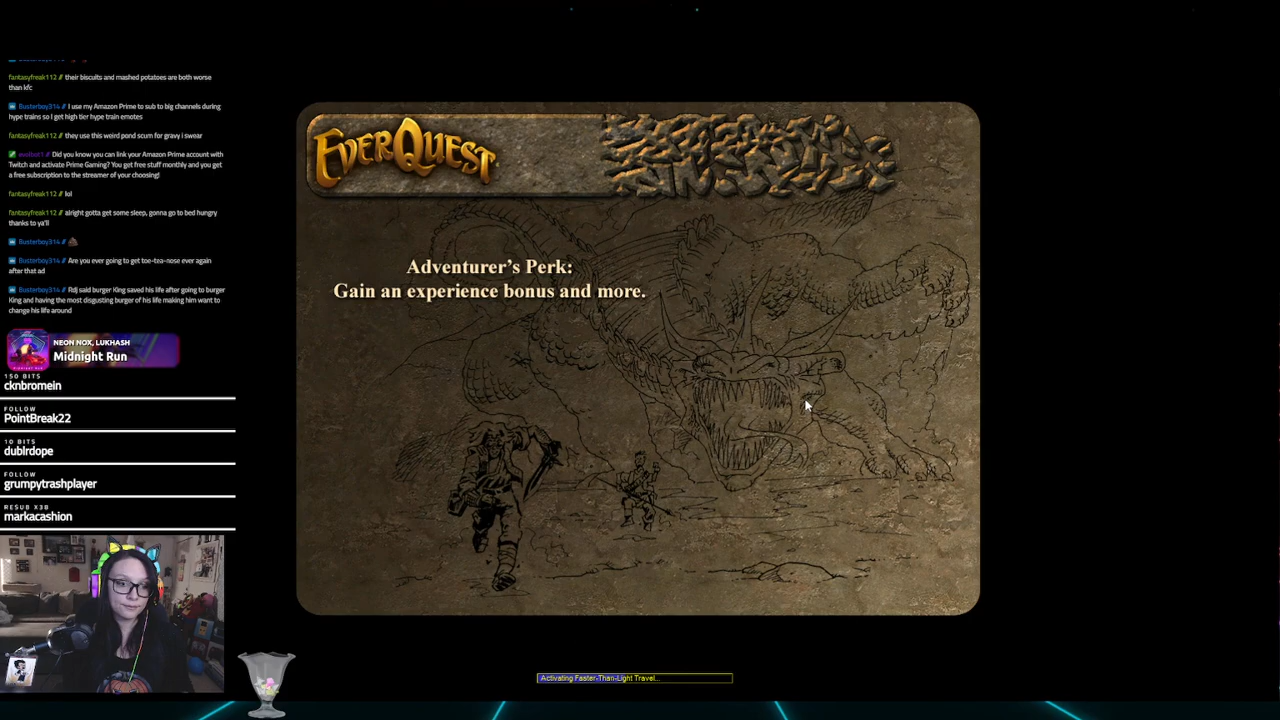 fantasyfreak112 // their biscuits and mashed potatoes are both worse
than kfc
Busterboy314 // I use my Amazon Prime to sub to big channels during
hype trains so I get high tier hype train emotes
fantasyfreak112 // they use this weird pond scum for gravy i swear
// Did you know you can link your Amazon Prime account with
Twitch and activate Prime Gaming? You get free stuff monthly and you get
a free subscription to the streamer of your choosing!
fantasyfreak112 // lol
fantasyfreak112 // alright gotta get some sleep, gonna go to bed hungry
thanks to ya'll
Busterboy314 //
Busterboy314 // Are you ever going to get toe-tea-nose ever again
after that ad
Busterboy314 // Rdj said burger King saved his life after going to burger
King and having the most disgusting burger of his life making him want to
change his life around
NEON NOX, LUKHASH
Midnight Run
150 BITS
cknbromein
FOLLOW
PointBreak22
10 BITS
dublrdope
FOLLOW
grumpytrashplayer
RESUB X38
markacashion
EverQuest
Adventurer's Perk:
Gain an experience bonus and more.
Activating Faster-Than-Light Travel...